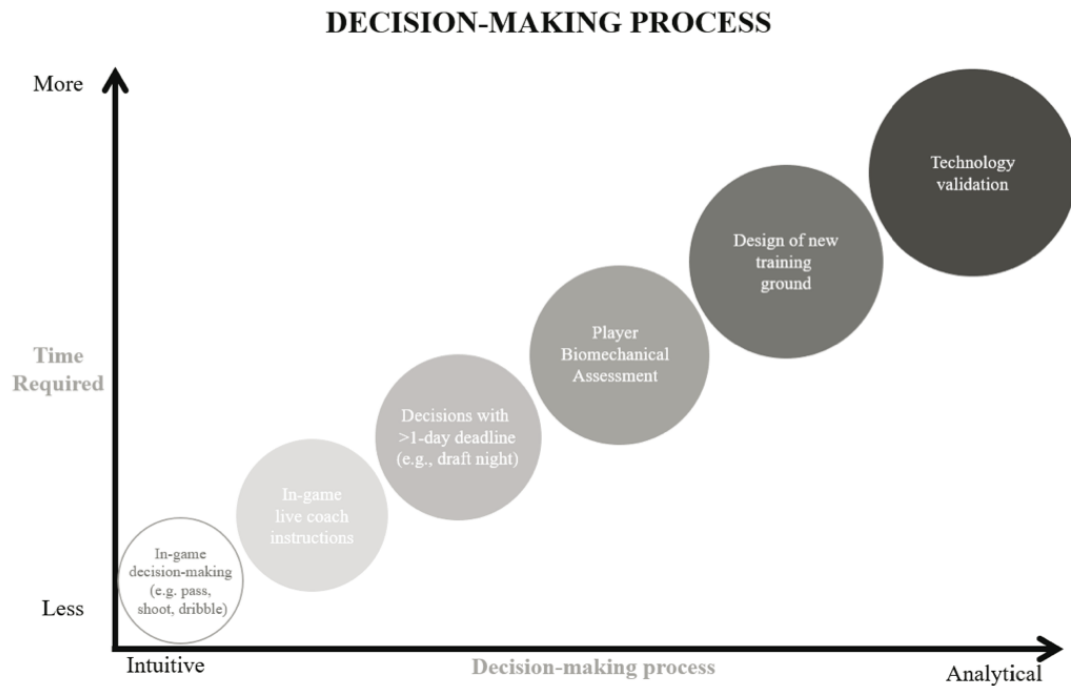 DECISION-MAKING PROCESS
More
Technology
validation
Design of new
training
ground
Time
Required
Player
Biomechanical
Assessment
Decisions with
>1-day deadline
(e.g., draft night)
In-game
live coach
instructions
In-game
decision-making
(e.g. pass,
shoot, dribble)
Less
Intuitive
Decision-making process
Analytical